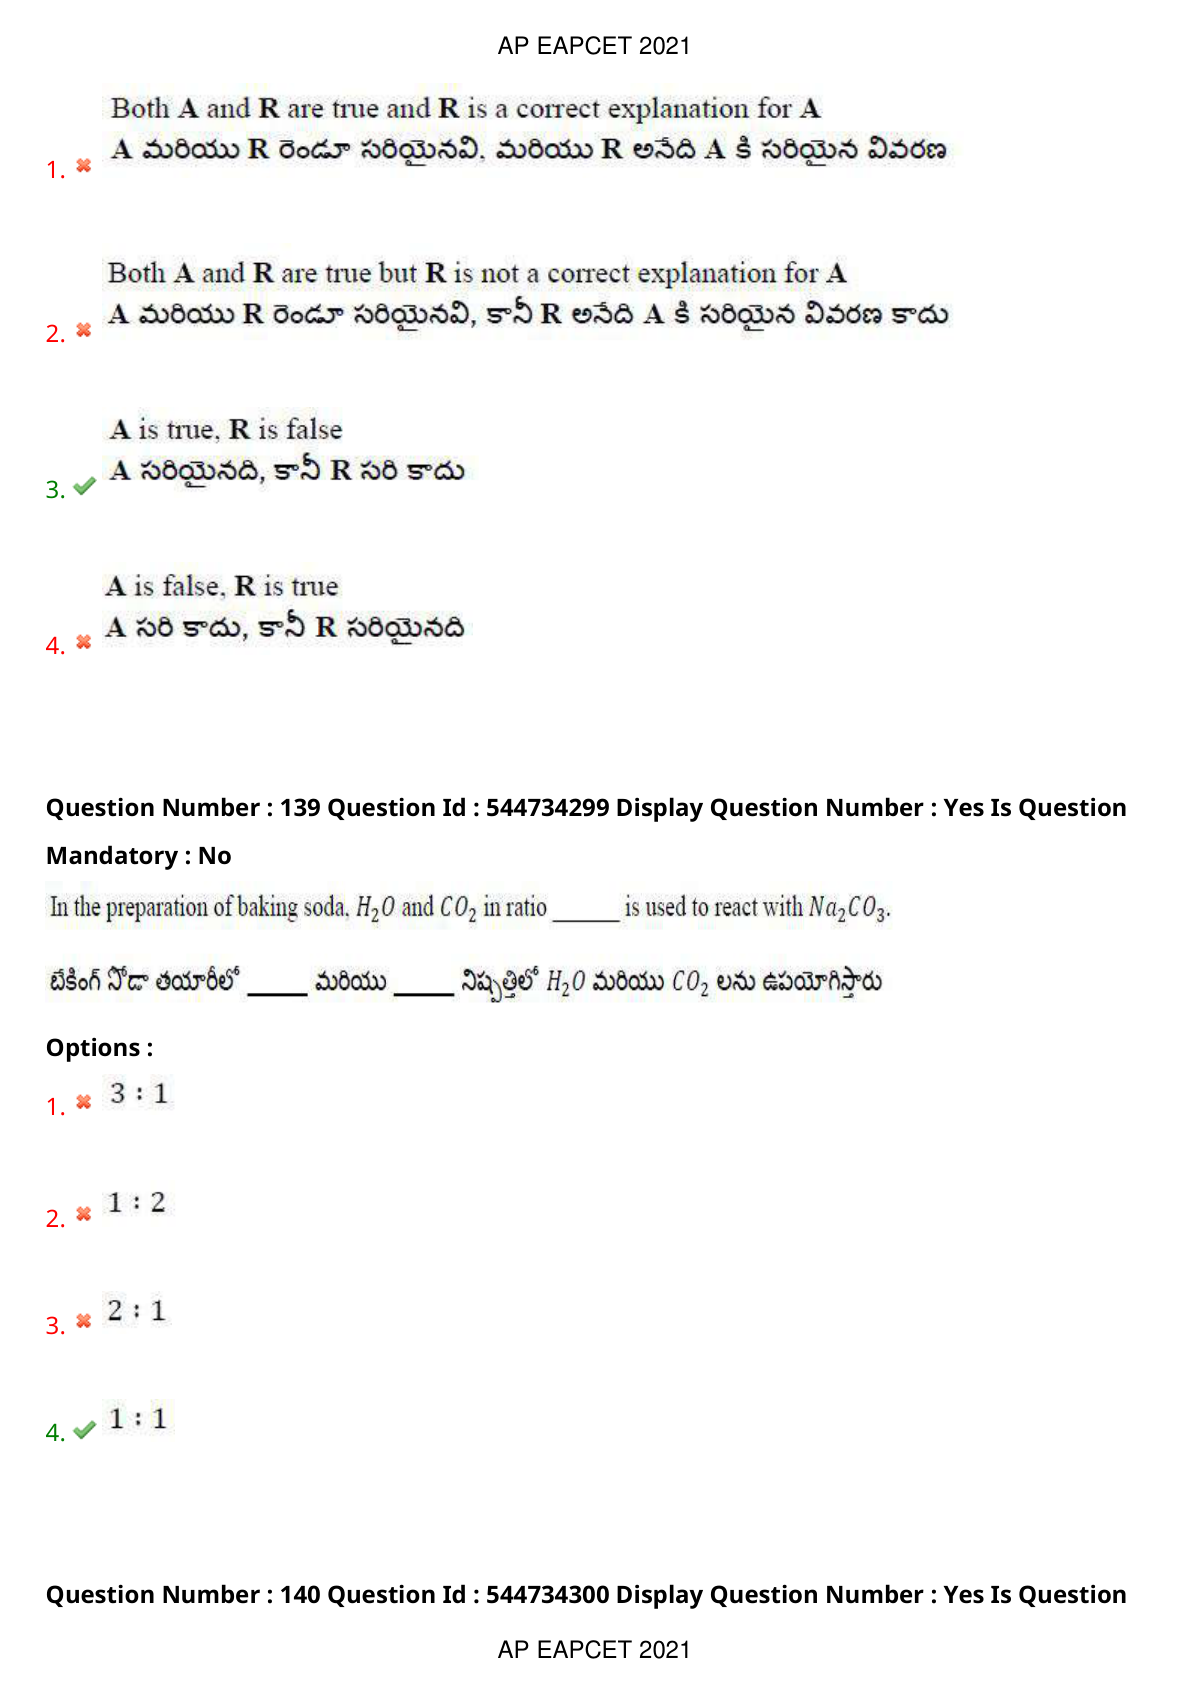 AP EAPCET 2021
Both A and R are true and R is a correct explanation for A
A మరియు R రెండూ సరియైనవి, మరియు R అనేది A కి సరియైన వివరణ
1.
Both A and R are true but R is not a correct explanation for A
A మరియు R రెండూ సరియైనవి, కానీ R అనేది A కి సరియైన వివరణ కాదు
2.
A is true, R is false
A సరియైనది, కానీ R సరి కాదు
3.
A is false, R is true
A సరి కాదు, కానీ R సరియైనది
4.
Question Number : 139 Question Id : 544734299 Display Question Number : Yes Is Question
Mandatory : No
In the preparation of baking soda, H₂O and CO₂ in ratio _____ is used to react with Na₂CO₃.
బేకింగ్ సోడా తయారీలో _____ మరియు _____ నిష్పత్తిలో H₂O మరియు CO₂ లను ఉపయోగిస్తారు
Options :
1. 3 : 1
2. 1 : 2
3. 2 : 1
4. 1 : 1
Question Number : 140 Question Id : 544734300 Display Question Number : Yes Is Question
AP EAPCET 2021